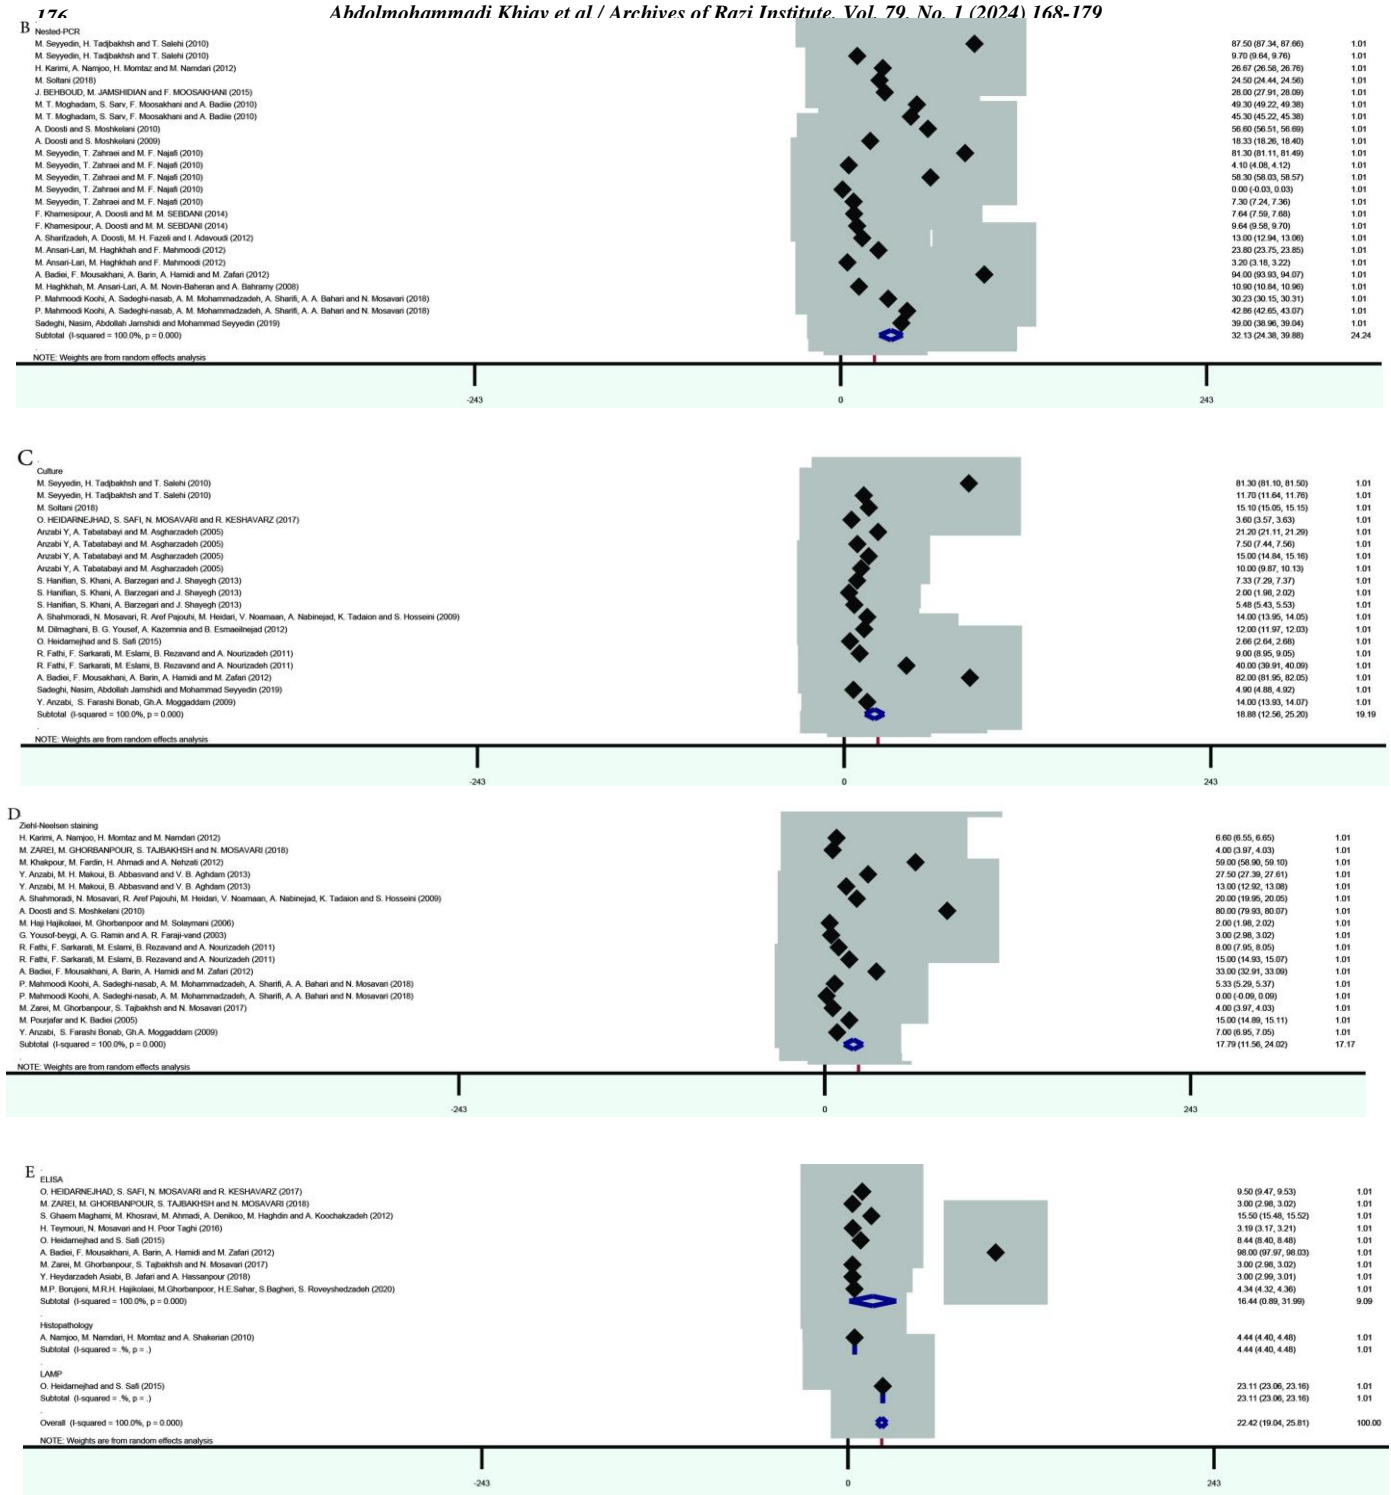 176 Abdolmohammadi Khiav et al / Archives of Razi Institute, Vol. 79, No. 1 (2024) 168-179
B
Nested-PCR
M. Seyyedin, H. Tadjbakhsh and T. Salehi (2010) 87.50 (87.34, 87.66) 1.01
M. Seyyedin, H. Tadjbakhsh and T. Salehi (2010) 9.70 (9.64, 9.76) 1.01
H. Karimi, A. Namjoo, H. Momtaz and M. Namdari (2012) 26.67 (26.58, 26.76) 1.01
M. Soltani (2018) 24.50 (24.44, 24.56) 1.01
J. BEHBOUD, M. JAMSHIDIAN and F. MOOSAKHANI (2015) 28.00 (27.91, 28.09) 1.01
M. T. Moghadam, S. Sarv, F. Moosakhani and A. Badiie (2010) 49.30 (49.22, 49.38) 1.01
M. T. Moghadam, S. Sarv, F. Moosakhani and A. Badiie (2010) 45.30 (45.22, 45.38) 1.01
A. Doosti and S. Moshkelani (2010) 56.60 (56.51, 56.69) 1.01
A. Doosti and S. Moshkelani (2009) 18.33 (18.26, 18.40) 1.01
M. Seyyedin, T. Zahraei and M. F. Najafi (2010) 81.30 (81.11, 81.49) 1.01
M. Seyyedin, T. Zahraei and M. F. Najafi (2010) 4.10 (4.08, 4.12) 1.01
M. Seyyedin, T. Zahraei and M. F. Najafi (2010) 58.30 (58.03, 58.57) 1.01
M. Seyyedin, T. Zahraei and M. F. Najafi (2010) 0.00 (-0.03, 0.03) 1.01
M. Seyyedin, T. Zahraei and M. F. Najafi (2010) 7.30 (7.24, 7.36) 1.01
F. Khamesipour, A. Doosti and M. M. SEBDANI (2014) 7.64 (7.59, 7.68) 1.01
F. Khamesipour, A. Doosti and M. M. SEBDANI (2014) 9.64 (9.58, 9.70) 1.01
A. Sharifzadeh, A. Doosti, M. H. Fazeli and I. Adavoudi (2012) 13.00 (12.94, 13.06) 1.01
M. Ansari-Lari, M. Haghkhah and F. Mahmoodi (2012) 23.80 (23.75, 23.85) 1.01
M. Ansari-Lari, M. Haghkhah and F. Mahmoodi (2012) 3.20 (3.18, 3.22) 1.01
A. Badiei, F. Mousakhani, A. Barin, A. Hamidi and M. Zafari (2012) 94.00 (93.93, 94.07) 1.01
M. Haghkhah, M. Ansari-Lari, A. M. Novin-Baheran and A. Bahramy (2008) 10.90 (10.84, 10.96) 1.01
P. Mahmoodi Koohi, A. Sadeghi-nasab, A. M. Mohammadzadeh, A. Sharifi, A. A. Bahari and N. Mosavari (2018) 30.23 (30.15, 30.31) 1.01
P. Mahmoodi Koohi, A. Sadeghi-nasab, A. M. Mohammadzadeh, A. Sharifi, A. A. Bahari and N. Mosavari (2018) 42.86 (42.65, 43.07) 1.01
Sadeghi, Nasim, Abdollah Jamshidi and Mohammad Seyyedin (2019) 39.00 (38.96, 39.04) 1.01
Subtotal (I-squared = 100.0%, p = 0.000) 32.13 (24.38, 39.88) 24.24
.
NOTE: Weights are from random effects analysis
-243 0 243
C
.
Culture
M. Seyyedin, H. Tadjbakhsh and T. Salehi (2010) 81.30 (81.10, 81.50) 1.01
M. Seyyedin, H. Tadjbakhsh and T. Salehi (2010) 11.70 (11.64, 11.76) 1.01
M. Soltani (2018) 15.10 (15.05, 15.15) 1.01
O. HEIDARNEJHAD, S. SAFI, N. MOSAVARI and R. KESHAVARZ (2017) 3.60 (3.57, 3.63) 1.01
Anzabi Y, A. Tabatabayi and M. Asgharzadeh (2005) 21.20 (21.11, 21.29) 1.01
Anzabi Y, A. Tabatabayi and M. Asgharzadeh (2005) 7.50 (7.44, 7.56) 1.01
Anzabi Y, A. Tabatabayi and M. Asgharzadeh (2005) 15.00 (14.84, 15.16) 1.01
Anzabi Y, A. Tabatabayi and M. Asgharzadeh (2005) 10.00 (9.87, 10.13) 1.01
S. Hanifian, S. Khani, A. Barzegari and J. Shayegh (2013) 7.33 (7.29, 7.37) 1.01
S. Hanifian, S. Khani, A. Barzegari and J. Shayegh (2013) 2.00 (1.98, 2.02) 1.01
S. Hanifian, S. Khani, A. Barzegari and J. Shayegh (2013) 5.48 (5.43, 5.53) 1.01
A. Shahmoradi, N. Mosavari, R. Aref Pajouhi, M. Heidari, V. Noamaan, A. Nabinejad, K. Tadaion and S. Hosseini (2009) 14.00 (13.95, 14.05) 1.01
M. Dilmaghani, B. G. Yousef, A. Kazemnia and B. Esmaeilnejad (2012) 12.00 (11.97, 12.03) 1.01
O. Heidarnejhad and S. Safi (2015) 2.66 (2.64, 2.68) 1.01
R. Fathi, F. Sarkarati, M. Eslami, B. Rezavand and A. Nourizadeh (2011) 9.00 (8.95, 9.05) 1.01
R. Fathi, F. Sarkarati, M. Eslami, B. Rezavand and A. Nourizadeh (2011) 40.00 (39.91, 40.09) 1.01
A. Badiei, F. Mousakhani, A. Barin, A. Hamidi and M. Zafari (2012) 82.00 (81.95, 82.05) 1.01
Sadeghi, Nasim, Abdollah Jamshidi and Mohammad Seyyedin (2019) 4.90 (4.88, 4.92) 1.01
Y. Anzabi, S. Farashi Bonab, Gh.A. Moggaddam (2009) 14.00 (13.93, 14.07) 1.01
Subtotal (I-squared = 100.0%, p = 0.000) 18.88 (12.56, 25.20) 19.19
.
NOTE: Weights are from random effects analysis
-243 0 243
D
.
Ziehl-Neelsen staining
H. Karimi, A. Namjoo, H. Momtaz and M. Namdari (2012) 6.60 (6.55, 6.65) 1.01
M. ZAREI, M. GHORBANPOUR, S. TAJBAKHSH and N. MOSAVARI (2018) 4.00 (3.97, 4.03) 1.01
M. Khakpour, M. Fardin, H. Ahmadi and A. Nehzati (2012) 59.00 (58.90, 59.10) 1.01
Y. Anzabi, M. H. Makoui, B. Abbasvand and V. B. Aghdam (2013) 27.50 (27.39, 27.61) 1.01
Y. Anzabi, M. H. Makoui, B. Abbasvand and V. B. Aghdam (2013) 13.00 (12.92, 13.08) 1.01
A. Shahmoradi, N. Mosavari, R. Aref Pajouhi, M. Heidari, V. Noamaan, A. Nabinejad, K. Tadaion and S. Hosseini (2009) 20.00 (19.95, 20.05) 1.01
A. Doosti and S. Moshkelani (2010) 80.00 (79.93, 80.07) 1.01
M. Haji Hajikolaei, M. Ghorbanpoor and M. Solaymani (2006) 2.00 (1.98, 2.02) 1.01
G. Yousof-beygi, A. G. Ramin and A. R. Faraji-vand (2003) 3.00 (2.98, 3.02) 1.01
R. Fathi, F. Sarkarati, M. Eslami, B. Rezavand and A. Nourizadeh (2011) 8.00 (7.95, 8.05) 1.01
R. Fathi, F. Sarkarati, M. Eslami, B. Rezavand and A. Nourizadeh (2011) 15.00 (14.93, 15.07) 1.01
A. Badiei, F. Mousakhani, A. Barin, A. Hamidi and M. Zafari (2012) 33.00 (32.91, 33.09) 1.01
P. Mahmoodi Koohi, A. Sadeghi-nasab, A. M. Mohammadzadeh, A. Sharifi, A. A. Bahari and N. Mosavari (2018) 5.33 (5.29, 5.37) 1.01
P. Mahmoodi Koohi, A. Sadeghi-nasab, A. M. Mohammadzadeh, A. Sharifi, A. A. Bahari and N. Mosavari (2018) 0.00 (-0.09, 0.09) 1.01
M. Zarei, M. Ghorbanpour, S. Tajbakhsh and N. Mosavari (2017) 4.00 (3.97, 4.03) 1.01
M. Pourjafar and K. Badiei (2005) 15.00 (14.89, 15.11) 1.01
Y. Anzabi, S. Farashi Bonab, Gh.A. Moggaddam (2009) 7.00 (6.95, 7.05) 1.01
Subtotal (I-squared = 100.0%, p = 0.000) 17.79 (11.56, 24.02) 17.17
.
NOTE: Weights are from random effects analysis
-243 0 243
E
.
ELISA
O. HEIDARNEJHAD, S. SAFI, N. MOSAVARI and R. KESHAVARZ (2017) 9.50 (9.47, 9.53) 1.01
M. ZAREI, M. GHORBANPOUR, S. TAJBAKHSH and N. MOSAVARI (2018) 3.00 (2.98, 3.02) 1.01
S. Ghaem Maghami, M. Khosravi, M. Ahmadi, A. Denikoo, M. Haghdin and A. Koochakzadeh (2012) 15.50 (15.48, 15.52) 1.01
H. Teymouri, N. Mosavari and H. Poor Taghi (2016) 3.19 (3.17, 3.21) 1.01
O. Heidarnejhad and S. Safi (2015) 8.44 (8.40, 8.48) 1.01
A. Badiei, F. Mousakhani, A. Barin, A. Hamidi and M. Zafari (2012) 98.00 (97.97, 98.03) 1.01
M. Zarei, M. Ghorbanpour, S. Tajbakhsh and N. Mosavari (2017) 3.00 (2.98, 3.02) 1.01
Y. Heydarzadeh Asiabi, B. Jafari and A. Hassanpour (2018) 3.00 (2.99, 3.01) 1.01
M.P. Borujeni, M.R.H. Hajikolaei, M.Ghorbanpoor, H.E.Sahar, S.Bagheri, S. Roveyshedzadeh (2020) 4.34 (4.32, 4.36) 1.01
Subtotal (I-squared = 100.0%, p = 0.000) 16.44 (0.89, 31.99) 9.09
.
Histopathology
A. Namjoo, M. Namdari, H. Momtaz and A. Shakerian (2010) 4.44 (4.40, 4.48) 1.01
Subtotal (I-squared = .%, p = .) 4.44 (4.40, 4.48) 1.01
.
LAMP
O. Heidarnejhad and S. Safi (2015) 23.11 (23.06, 23.16) 1.01
Subtotal (I-squared = .%, p = .) 23.11 (23.06, 23.16) 1.01
.
Overall (I-squared = 100.0%, p = 0.000) 22.42 (19.04, 25.81) 100.00
NOTE: Weights are from random effects analysis
-243 0 243